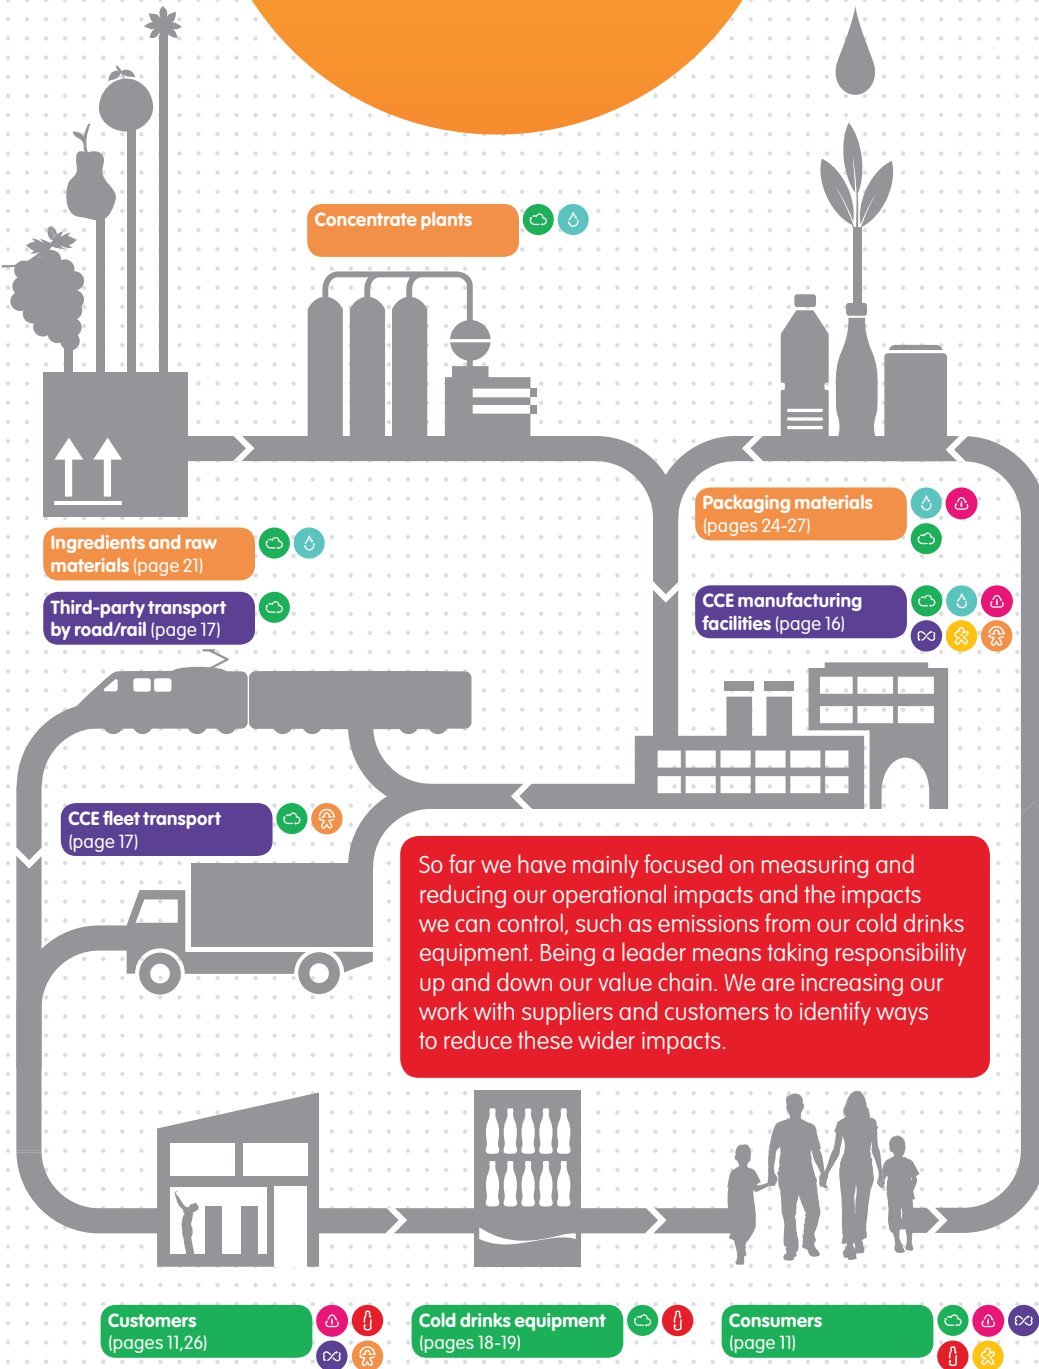 Concentrate plants
Packaging materials
(pages 24-27)
Ingredients and raw
materials (page 21)
Third-party transport
by road/rail (page 17)
CCE manufacturing
facilities (page 16)
CCE fleet transport
(page 17)
So far we have mainly focused on measuring and
reducing our operational impacts and the impacts
we can control, such as emissions from our cold drinks
equipment. Being a leader means taking responsibility
up and down our value chain. We are increasing our
work with suppliers and customers to identify ways
to reduce these wider impacts.
Customers
(pages 11,26)
Cold drinks equipment
(pages 18-19)
Consumers
(page 11)